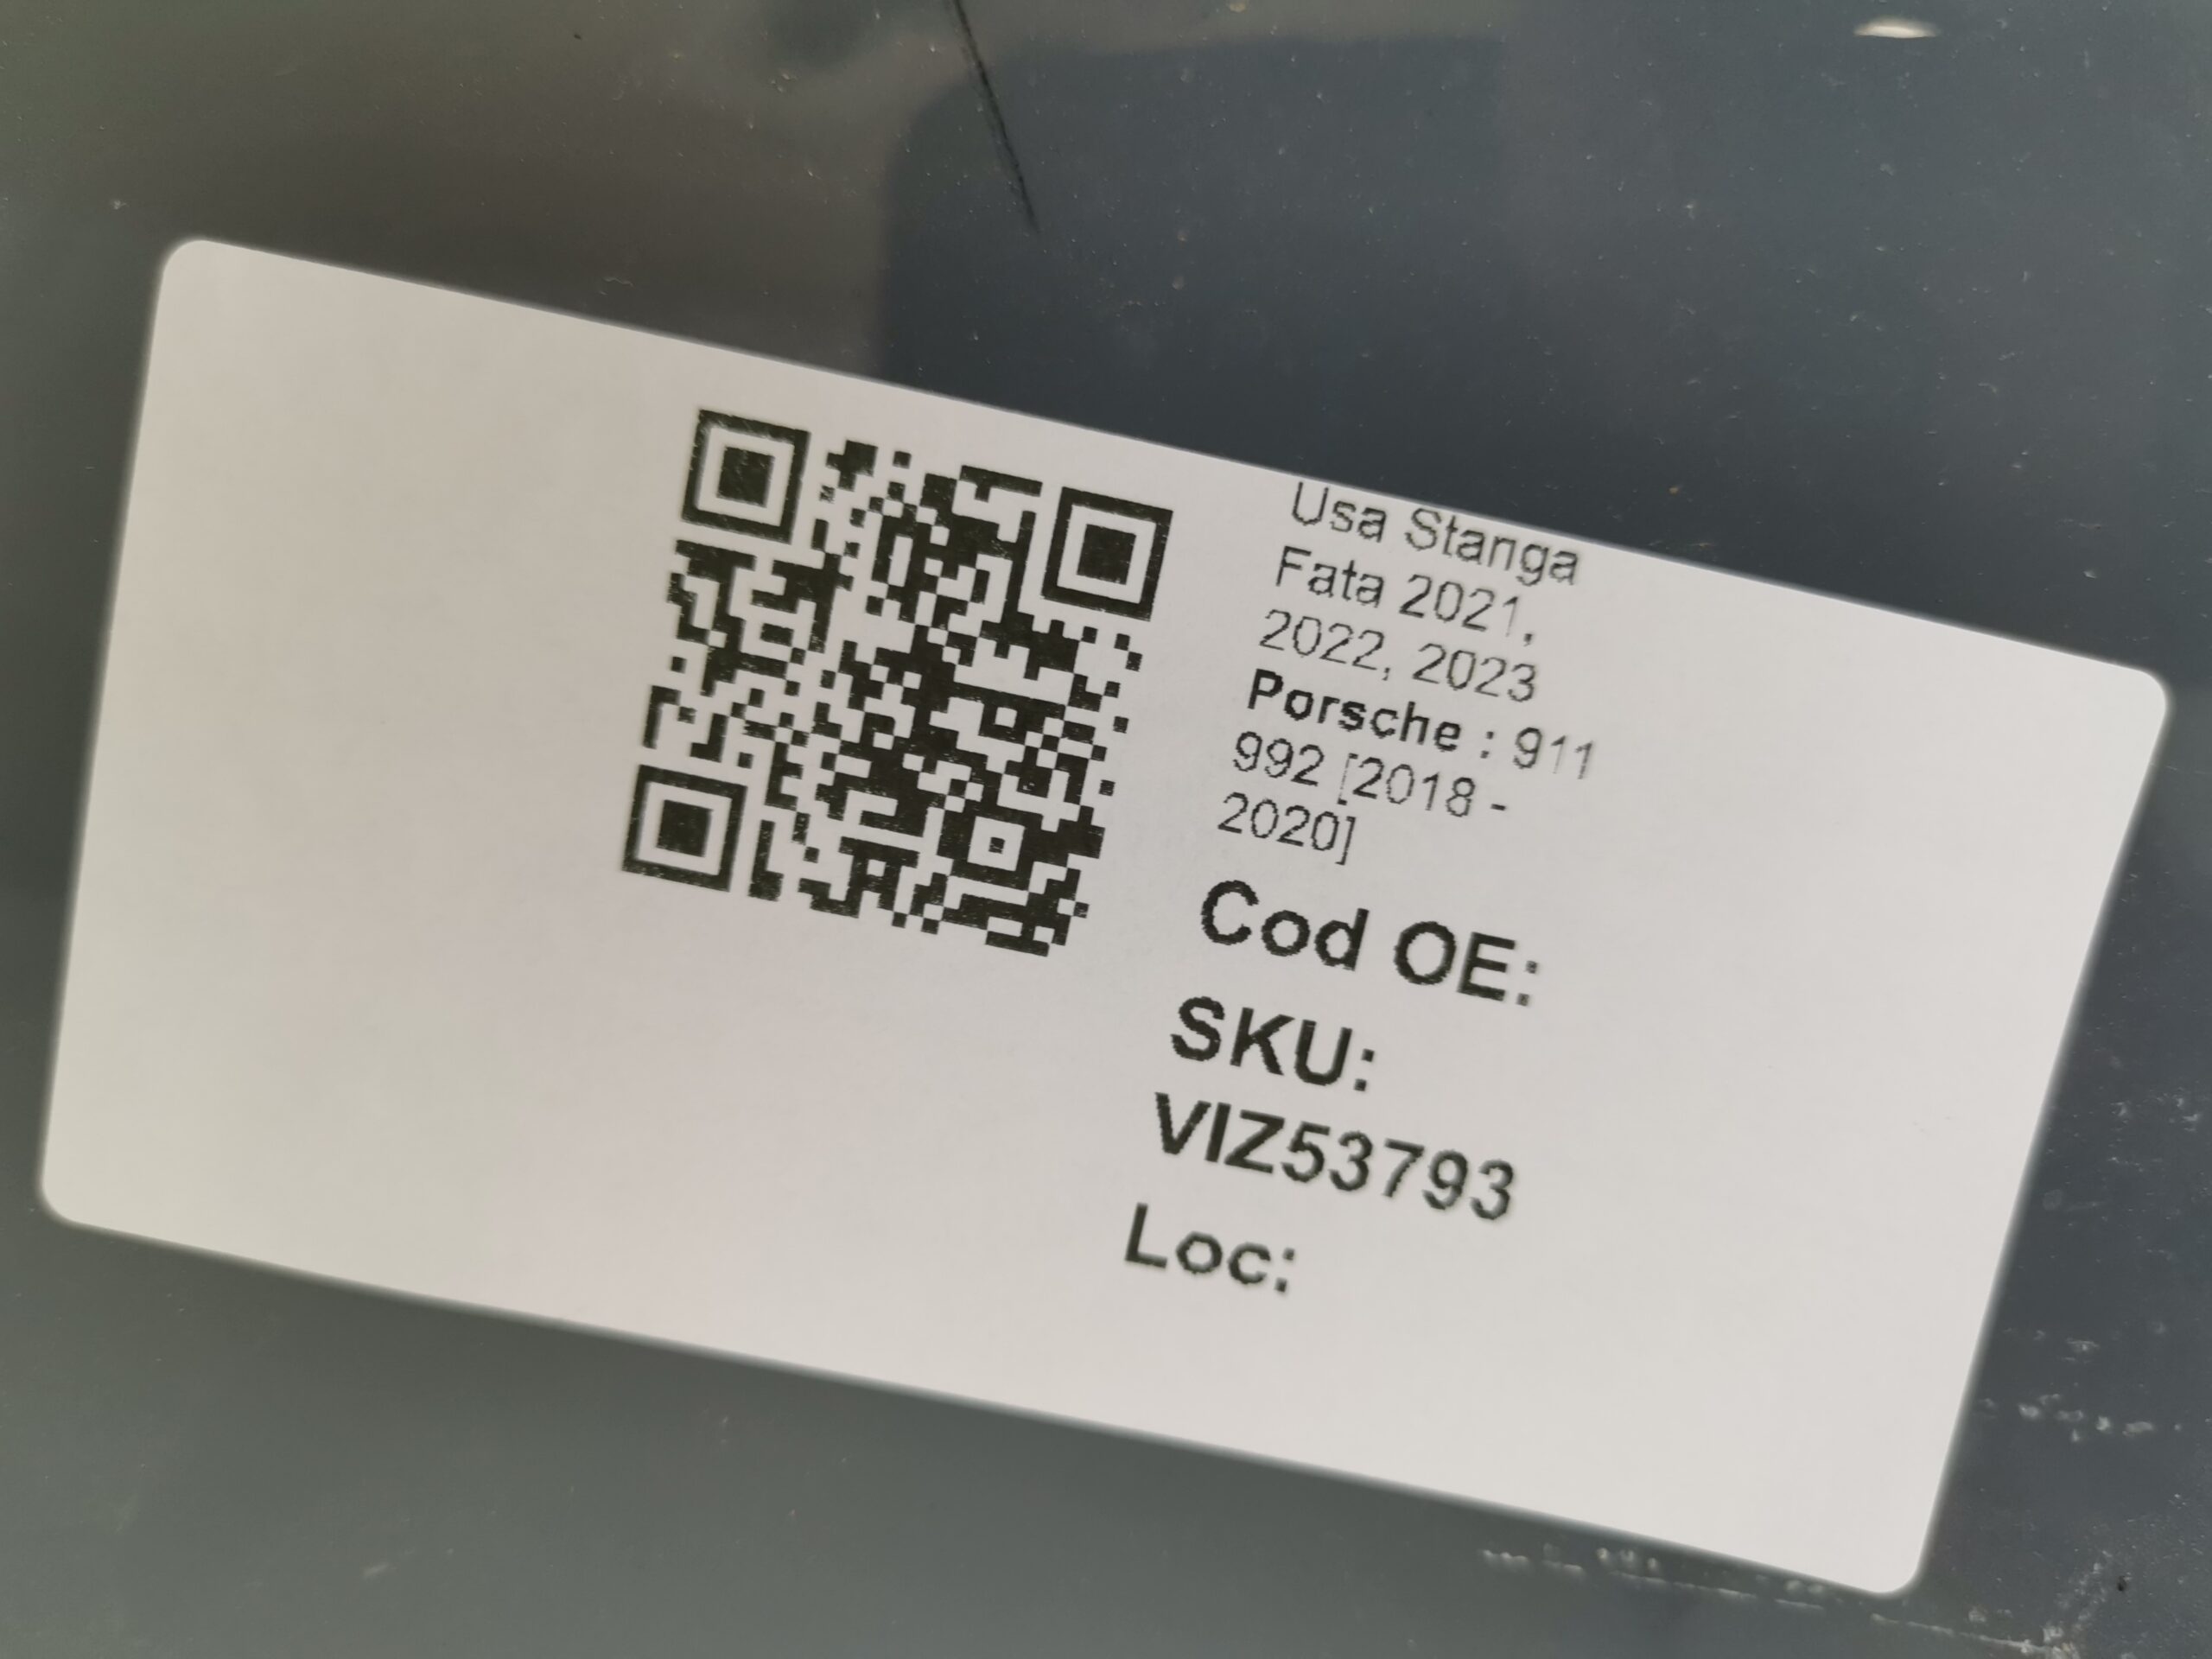 Usa Stanga
Fata 2021,
2022, 2023
Porsche : 911
992 [2018 -
2020]
Cod OE:
SKU:
VIZ53793
Loc: